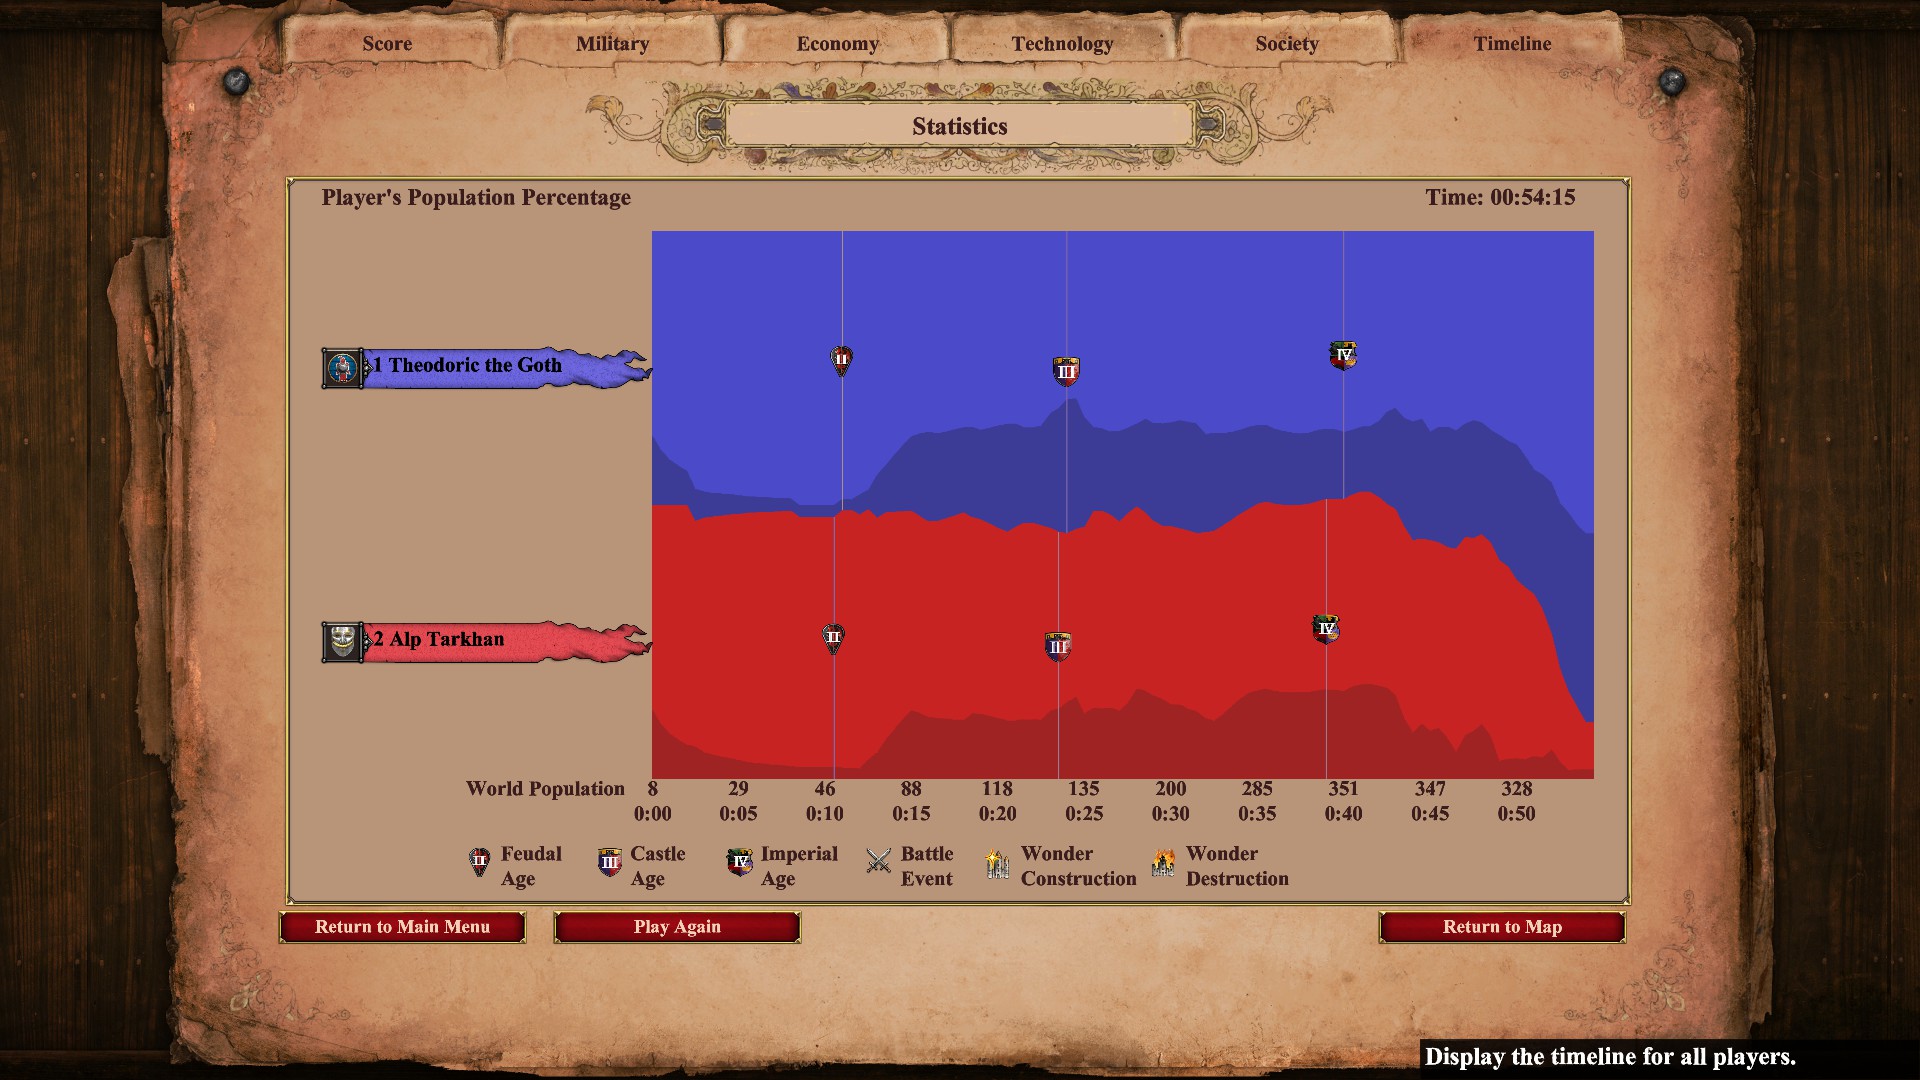 Score Military Economy Technology Society Timeline
Statistics
Player's Population Percentage Time: 00:54:15
1 Theodoric the Goth
2 Alp Tarkhan
World Population 8 29 46 88 118 135 200 285 351 347 328
0:00 0:05 0:10 0:15 0:20 0:25 0:30 0:35 0:40 0:45 0:50
Feudal Age
Castle Age
Imperial Age
Battle Event
Wonder Construction
Wonder Destruction
Return to Main Menu Play Again Return to Map
Display the timeline for all players.